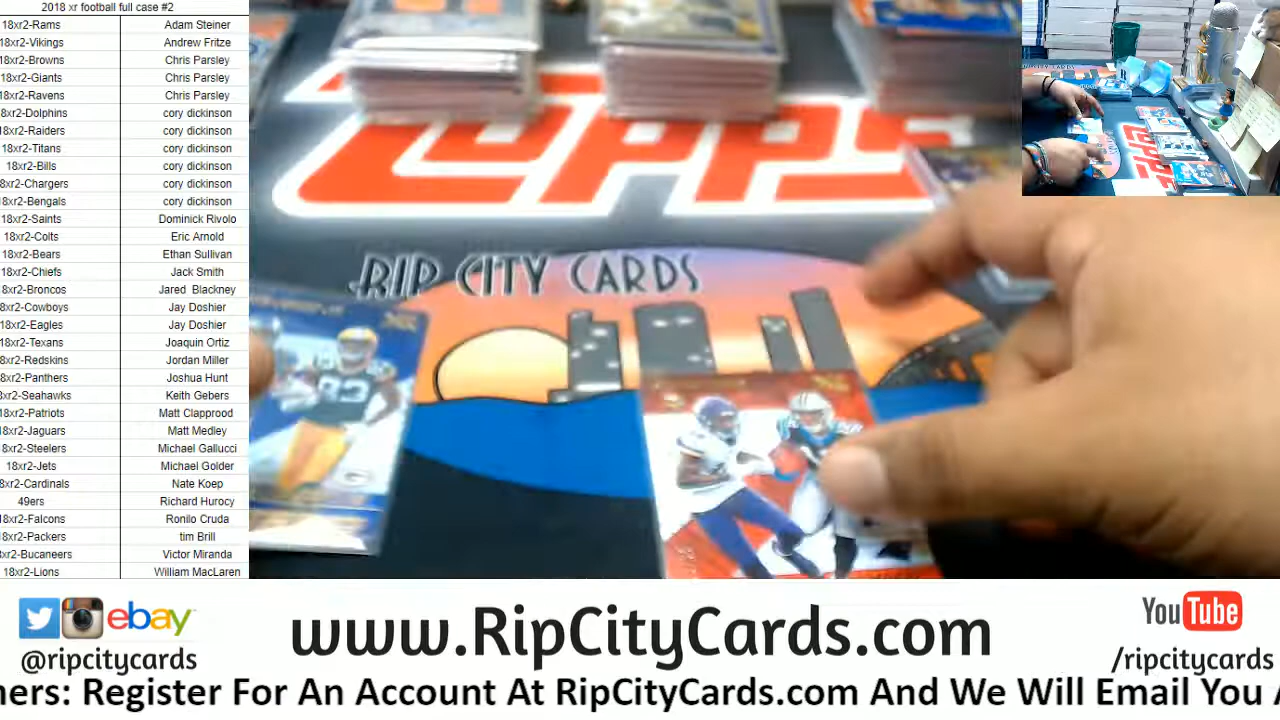 2018 xr football full case #2
18xr2-Rams Adam Steiner
18xr2-Vikings Andrew Fritze
18xr2-Browns Chris Parsley
18xr2-Giants Chris Parsley
18xr2-Ravens Chris Parsley
8xr2-Dolphins cory dickinson
18xr2-Raiders cory dickinson
18xr2-Titans cory dickinson
18xr2-Bills cory dickinson
8xr2-Chargers cory dickinson
8xr2-Bengals cory dickinson
18xr2-Saints Dominick Rivolo
18xr2-Colts Eric Arnold
18xr2-Bears Ethan Sullivan
18xr2-Chiefs Jack Smith
8xr2-Broncos Jared Blackney
8xr2-Cowboys Jay Doshier
18xr2-Eagles Jay Doshier
18xr2-Texans Joaquin Ortiz
8xr2-Redskins Jordan Miller
8xr2-Panthers Joshua Hunt
3xr2-Seahawks Keith Gebers
18xr2-Patriots Matt Clapprood
18xr2-Jaguars Matt Medley
8xr2-Steelers Michael Gallucci
18xr2-Jets Michael Golder
8xr2-Cardinals Nate Koep
49ers Richard Hurocy
18xr2-Falcons Ronilo Cruda
18xr2-Packers tim Brill
3xr2-Bucaneers Victor Miranda
18xr2-Lions William MacLaren
TOPPS
RIP CITY CARDS
83
ebay
@ripcitycards
www.RipCityCards.com
YouTube
/ripcitycards
ners: Register For An Account At RipCityCards.com And We Will Email You